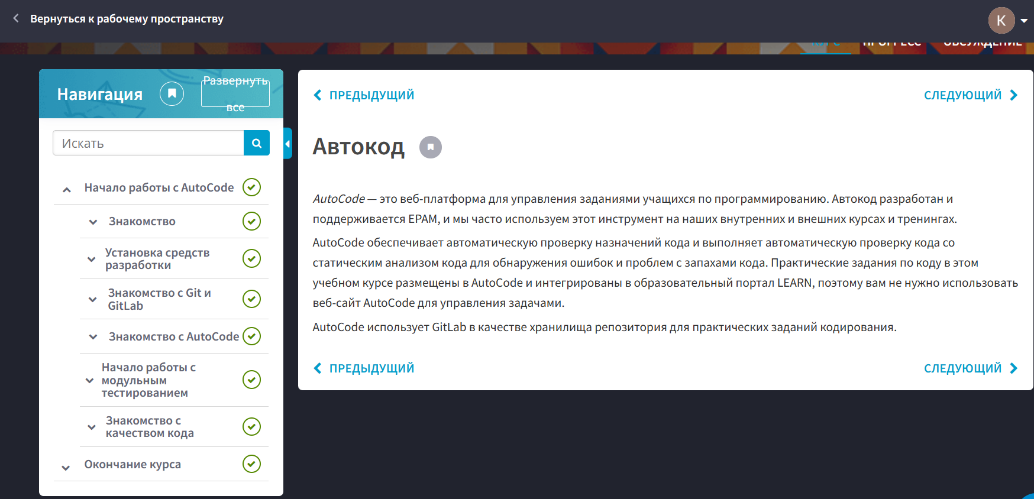 Вернуться к рабочему пространству
К
ПРОГРЕСС
ОБСУЖДЕНИЕ
Навигация
Развернуть
все
Искать
Начало работы с AutoCode
Знакомство
Установка средств
разработки
Знакомство с Git и
GitLab
Знакомство с AutoCode
Начало работы с
модульным
тестированием
Знакомство с
качеством кода
Окончание курса
ПРЕДЫДУЩИЙ
СЛЕДУЮЩИЙ
Автокод
AutoCode — это веб-платформа для управления заданиями учащихся по программированию. Автокод разработан и
поддерживается EPAM, и мы часто используем этот инструмент на наших внутренних и внешних курсах и тренингах.
AutoCode обеспечивает автоматическую проверку назначений кода и выполняет автоматическую проверку кода со
статическим анализом кода для обнаружения ошибок и проблем с запахами кода. Практические задания по коду в этом
учебном курсе размещены в AutoCode и интегрированы в образовательный портал LEARN, поэтому вам не нужно использовать
веб-сайт AutoCode для управления задачами.
AutoCode использует GitLab в качестве хранилища репозитория для практических заданий кодирования.
ПРЕДЫДУЩИЙ
СЛЕДУЮЩИЙ